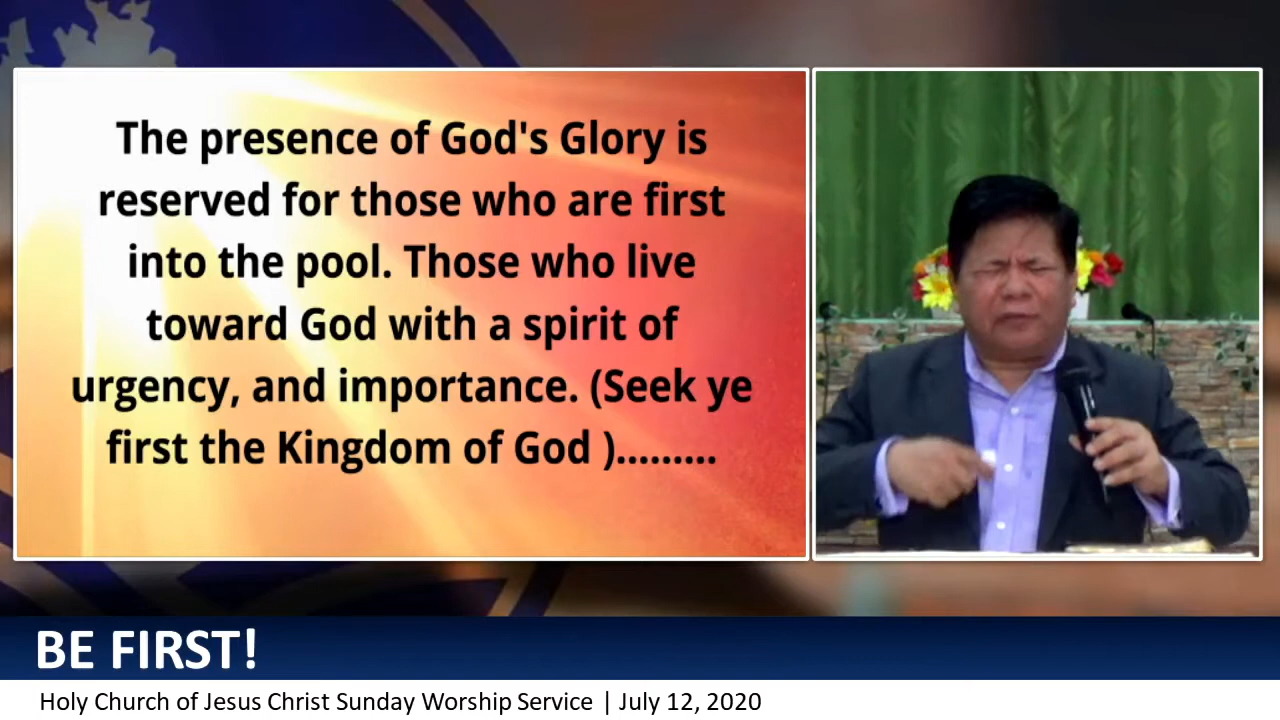 The presence of God's Glory is
reserved for those who are first
into the pool. Those who live
toward God with a spirit of
urgency, and importance. (Seek ye
first the Kingdom of God ).........
BE FIRST!
Holy Church of Jesus Christ Sunday Worship Service | July 12, 2020